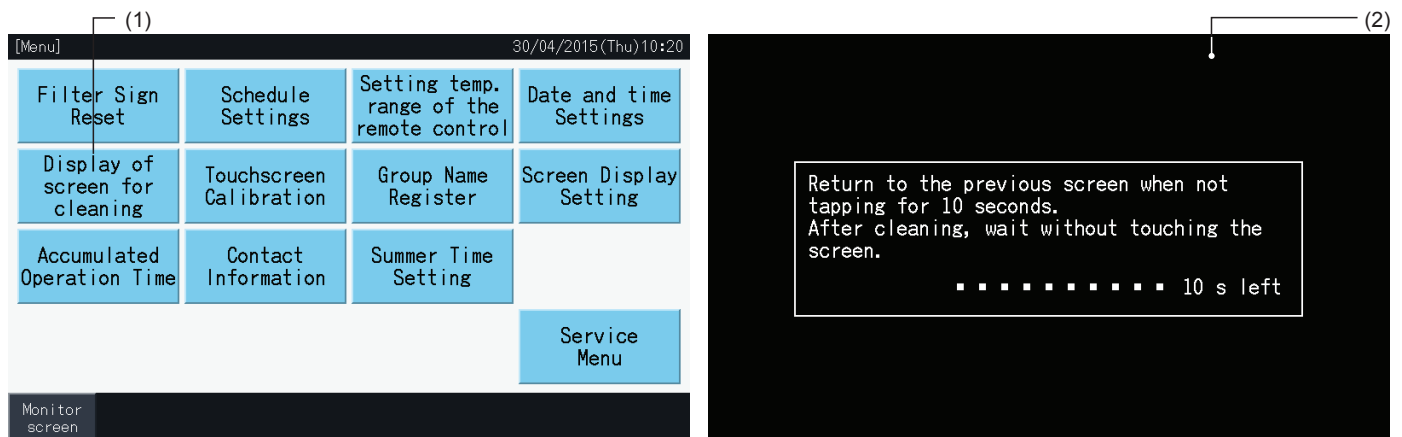 (1)
(2)
[Menu]
30/04/2015(Thu)10:20
Filter Sign
Reset
Schedule
Settings
Setting temp.
range of the
remote control
Date and time
Settings
Display of
screen for
cleaning
Touchscreen
Calibration
Group Name
Register
Screen Display
Setting
Accumulated
Operation Time
Contact
Information
Summer Time
Setting
Service
Menu
Monitor
screen
Return to the previous screen when not
tapping for 10 seconds.
After cleaning, wait without touching the
screen.
10 s left